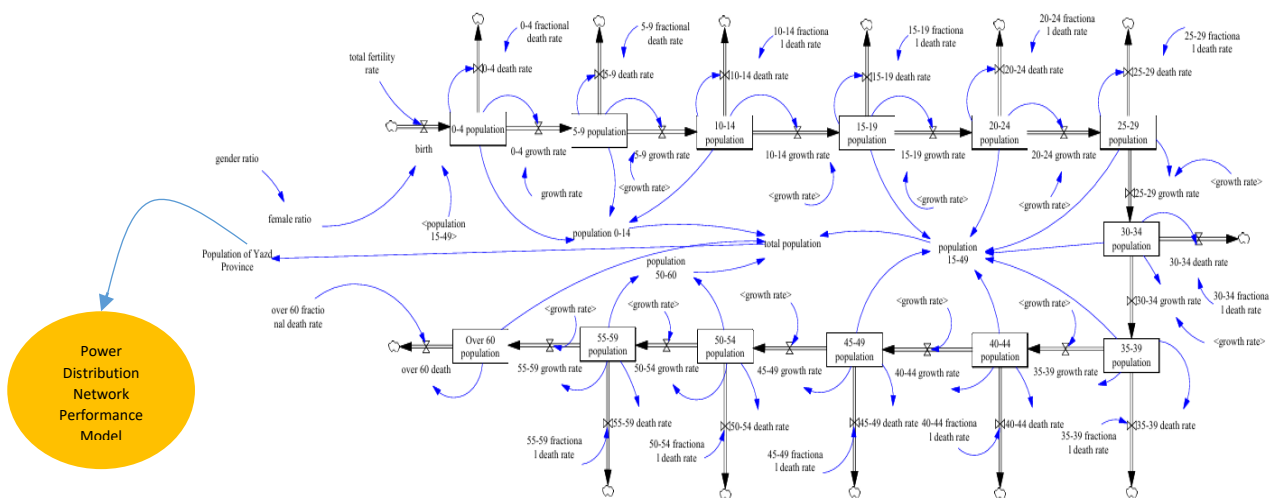 0-4 fractional
death rate
5-9 fractional
death rate
10-14 fractiona
l death rate
15-19 fractiona
l death rate
20-24 fractiona
l death rate
25-29 fractiona
l death rate
total fertility
rate
0-4 death rate
5-9 death rate
10-14 death rate
15-19 death rate
20-24 death rate
25-29 death rate
0-4 population
5-9 population
10-14
population
15-19
population
20-24
population
25-29
population
birth
0-4 growth rate
5-9 growth rate
10-14 growth rate
15-19 growth rate
20-24 growth rate
gender ratio
growth rate
<growth rate>
<growth rate>
<growth rate>
<growth rate>
<growth rate>
25-29 growth rate
female ratio
<population
15-49>
population 0-14
total population
population
15-49
30-34
population
30-34 death rate
Population of Yazd
Province
population
50-60
over 60 fractio
nal death rate
<growth rate>
<growth rate>
<growth rate>
<growth rate>
<growth rate>
30-34 growth rate
30-34 fractiona
l death rate
<growth rate>
Over 60
population
55-59
population
50-54
population
45-49
population
40-44
population
35-39
population
over 60 death
55-59 growth rate
50-54 growth rate
45-49 growth rate
40-44 growth rate
35-39 growth rate
Power
Distribution
Network
Performance
Model
55-59 death rate
50-54 death rate
45-49 death rate
40-44 death rate
35-39 death rate
55-59 fractiona
l death rate
50-54 fractiona
l death rate
45-49 fractiona
l death rate
40-44 fractiona
l death rate
35-39 fractiona
l death rate